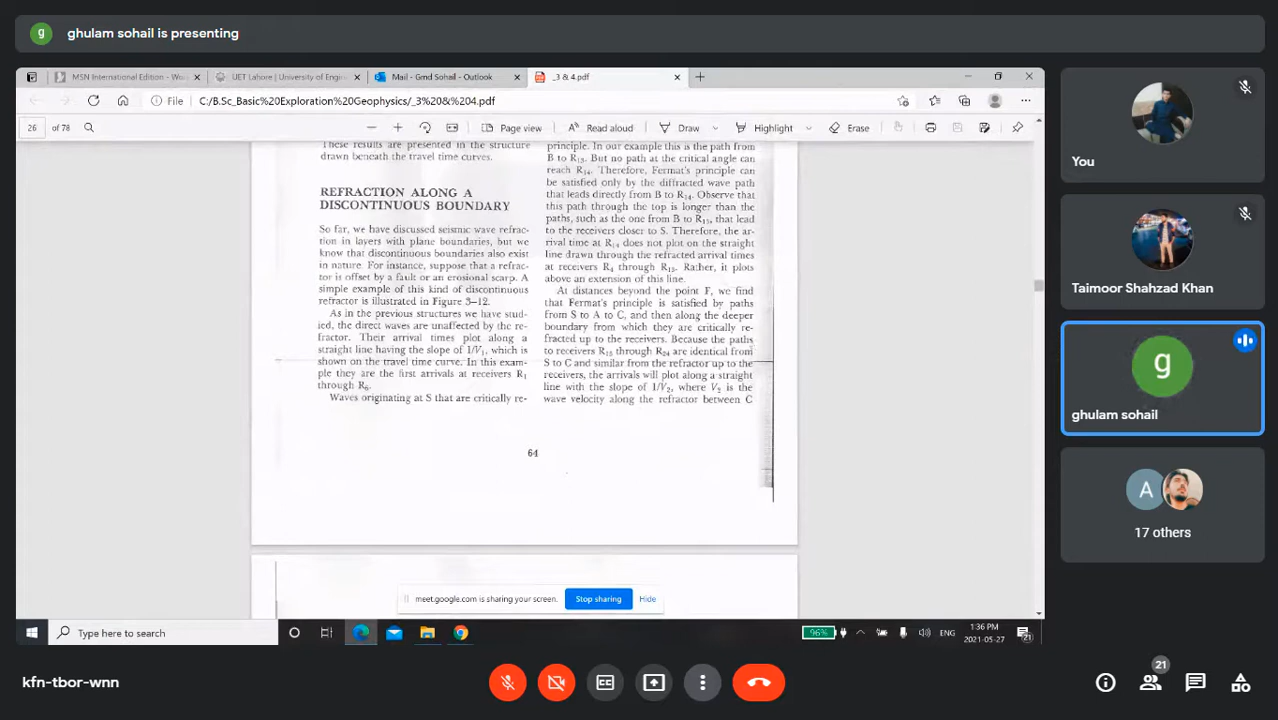 g
ghulam sohail is presenting
MSN International Edition - Wo
UET Lahore | University of Engi
Mail - Gmd Sohail - Outlook
_3 & 4.pdf
File
C:/B.Sc_Basic%20Exploration%20Geophysics/_3%20&%204.pdf
26
of 78
Page view
Read aloud
Draw
Highlight
Erase
These results are presented in the structure
drawn beneath the travel time curves.
REFRACTION ALONG A
DISCONTINUOUS BOUNDARY
So far, we have discussed seismic wave refrac-
tion in layers with plane boundaries, but we
know that discontinuous boundaries also exist
in nature. For instance, suppose that a refrac-
tor is offset by a fault or an erosional scarp. A
simple example of this kind of discontinuous
refractor is illustrated in Figure 3–12.
As in the previous structures we have stud-
ied, the direct waves are unaffected by the re-
fractor. Their arrival times plot along a
straight line having the slope of 1/V1, which is
shown on the travel time curve. In this exam-
ple they are the first arrivals at receivers R1
through R6.
Waves originating at S that are critically re-
principle. In our example this is the path from
B to R13. But no path at the critical angle can
reach R14. Therefore, Fermat's principle can
be satisfied only by the diffracted wave path
that leads directly from B to R14. Observe that
this path through the top is longer than the
paths, such as the one from B to R13, that lead
to the receivers closer to S. Therefore, the ar-
rival time at R14 does not plot on the straight
line drawn through the refracted arrival times
at receivers R4 through R13. Rather, it plots
above an extension of this line.
At distances beyond the point F, we find
that Fermat's principle is satisfied by paths
from S to A to C, and then along the deeper
boundary from which they are critically re-
fracted up to the receivers. Because the paths
to receivers R15 through R24 are identical from
S to C and similar from the refractor up to the
receivers, the arrivals will plot along a straight
line with the slope of 1/V2, where V2 is the
wave velocity along the refractor between C
64
meet.google.com is sharing your screen.
Stop sharing
Hide
Type here to search
96%
ENG
1:36 PM
2021-05-27
21
You
Taimoor Shahzad Khan
g
ghulam sohail
A
17 others
kfn-tbor-wnn
CC
21